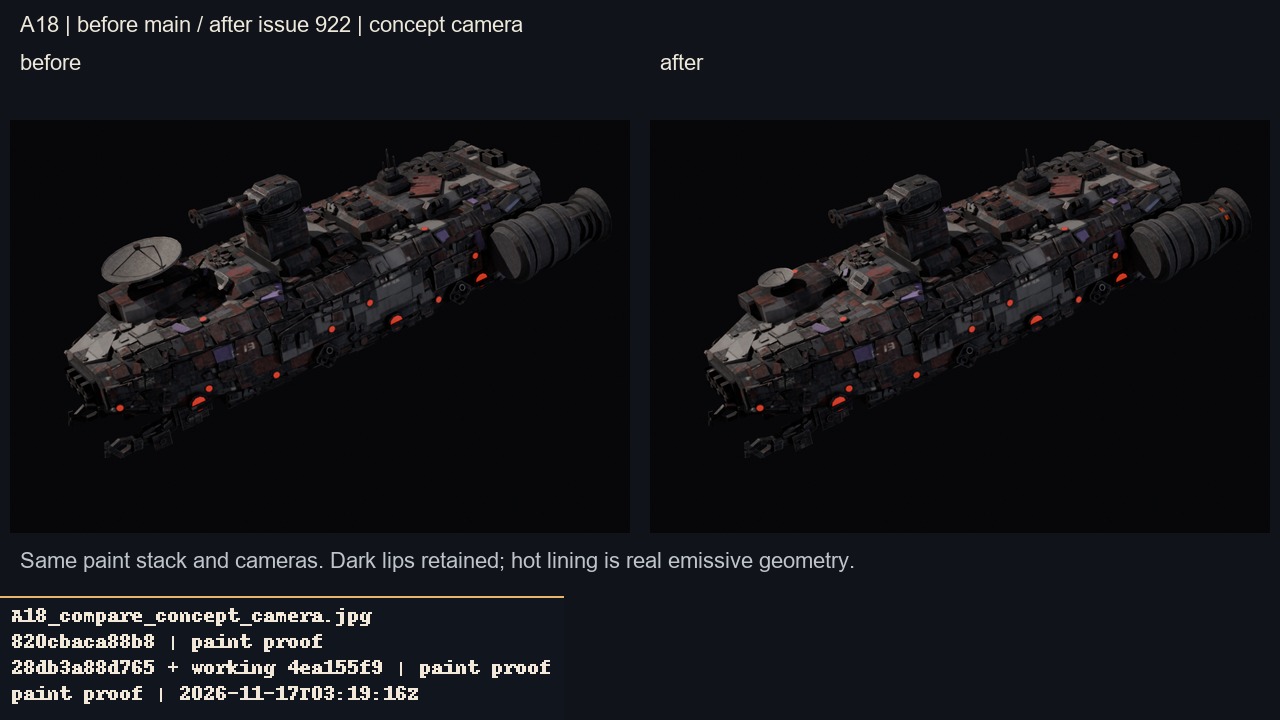 A18 | before main / after issue 922 | concept camera
before
after
Same paint stack and cameras. Dark lips retained; hot lining is real emissive geometry.
A18_compare_concept_camera.jpg
820cbaca88b8 | paint proof
28db3a88d765 + working 4ea155f9 | paint proof
paint proof | 2026-11-17T03:19:16Z